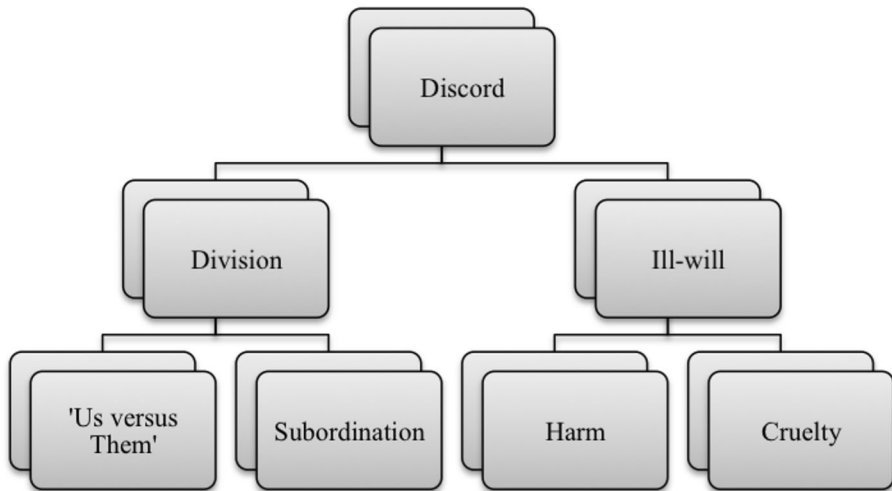 Discord
Division
Ill-will
'Us versus
Them'
Subordination
Harm
Cruelty